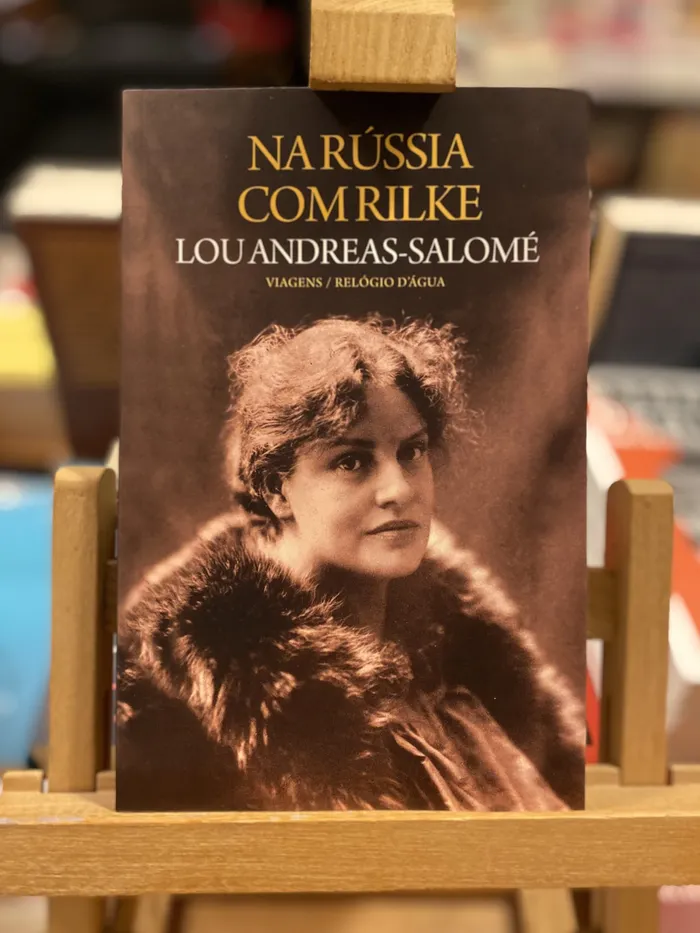 NA RÚSSIA
COM RILKE
LOU ANDREAS-SALOMÉ
VIAGENS / RELÓGIO D'ÁGUA